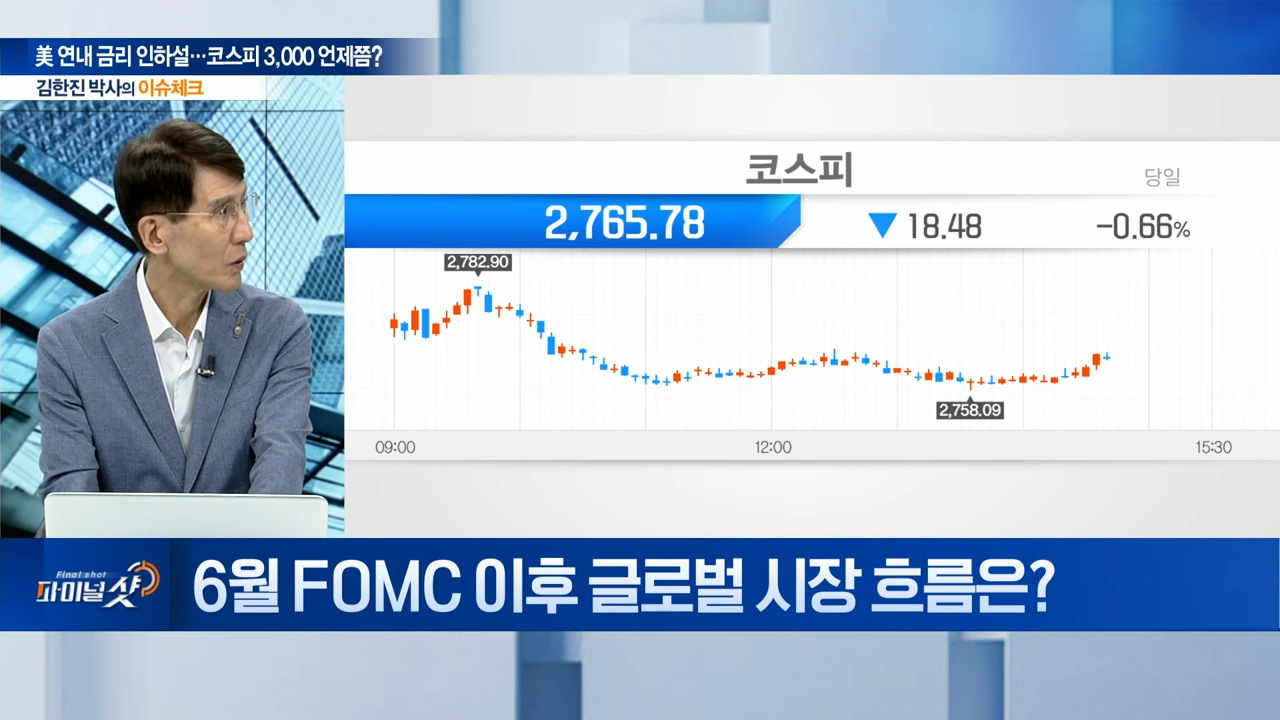 美 연내 금리 인하설…코스피 3,000 언제쯤?
김한진 박사의 이슈체크
코스피
당일
2,765.78 ▼ 18.48 -0.66%
2,782.90
2,758.09
09:00 12:00 15:30
Final shot
파이널샷
6월 FOMC 이후 글로벌 시장 흐름은?